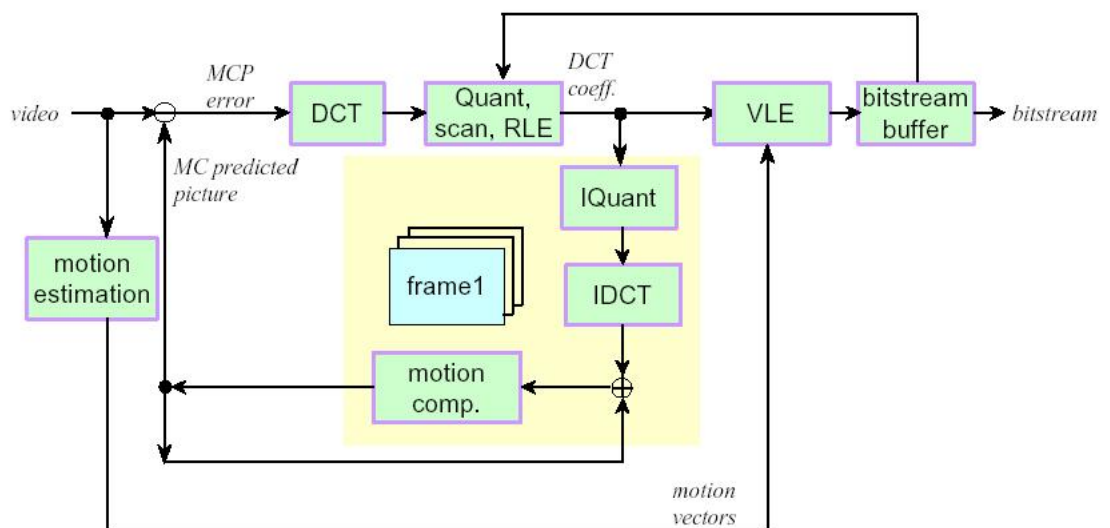 MCP
error
DCT
coeff.
video
DCT
Quant,
scan, RLE
VLE
bitstream
buffer
bitstream
MC predicted
picture
IQuant
motion
estimation
frame1
IDCT
motion
comp.
motion
vectors